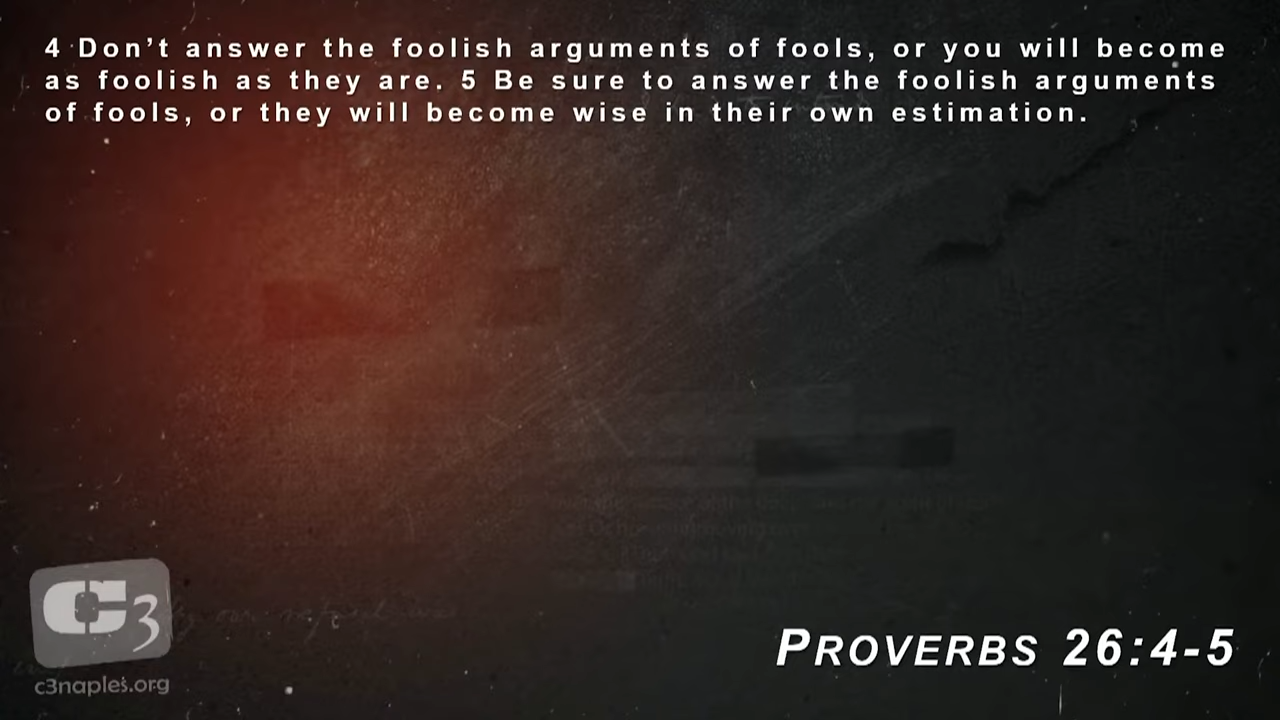 4 Don’t answer the foolish arguments of fools, or you will become
as foolish as they are. 5 Be sure to answer the foolish arguments
of fools, or they will become wise in their own estimation.
C3
c3naples.org
PROVERBS 26:4-5